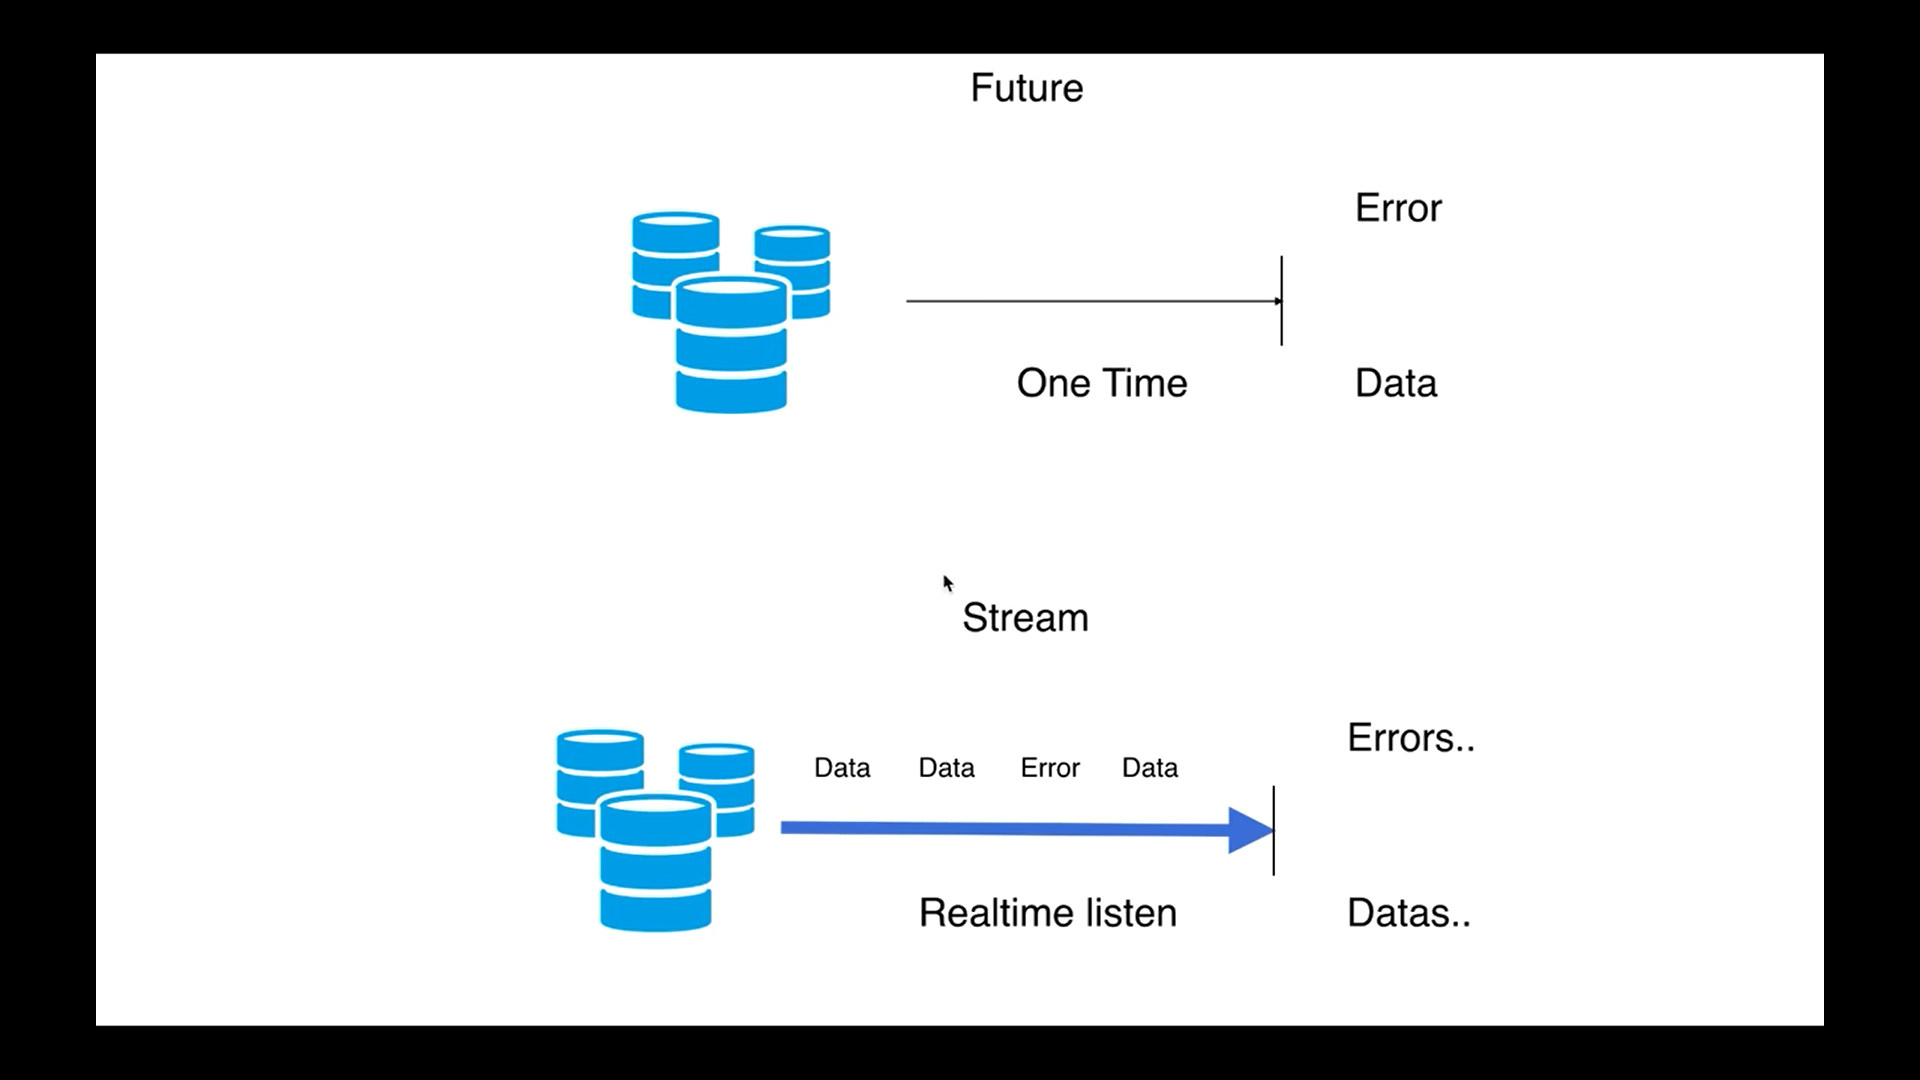 Future
Error
One Time
Data
Stream
Errors..
Data Data Error Data
Realtime listen
Datas..